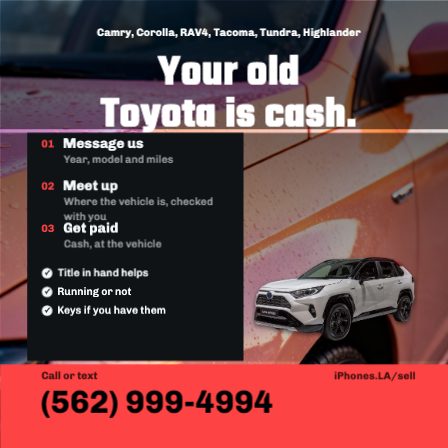 Camry, Corolla, RAV4, Tacoma, Tundra, Highlander
Your old
Toyota is cash.
01 Message us
Year, model and miles
02 Meet up
Where the vehicle is, checked
with you
03 Get paid
Cash, at the vehicle
Title in hand helps
Running or not
Keys if you have them
Call or text
iPhones.LA/sell
(562) 999-4994